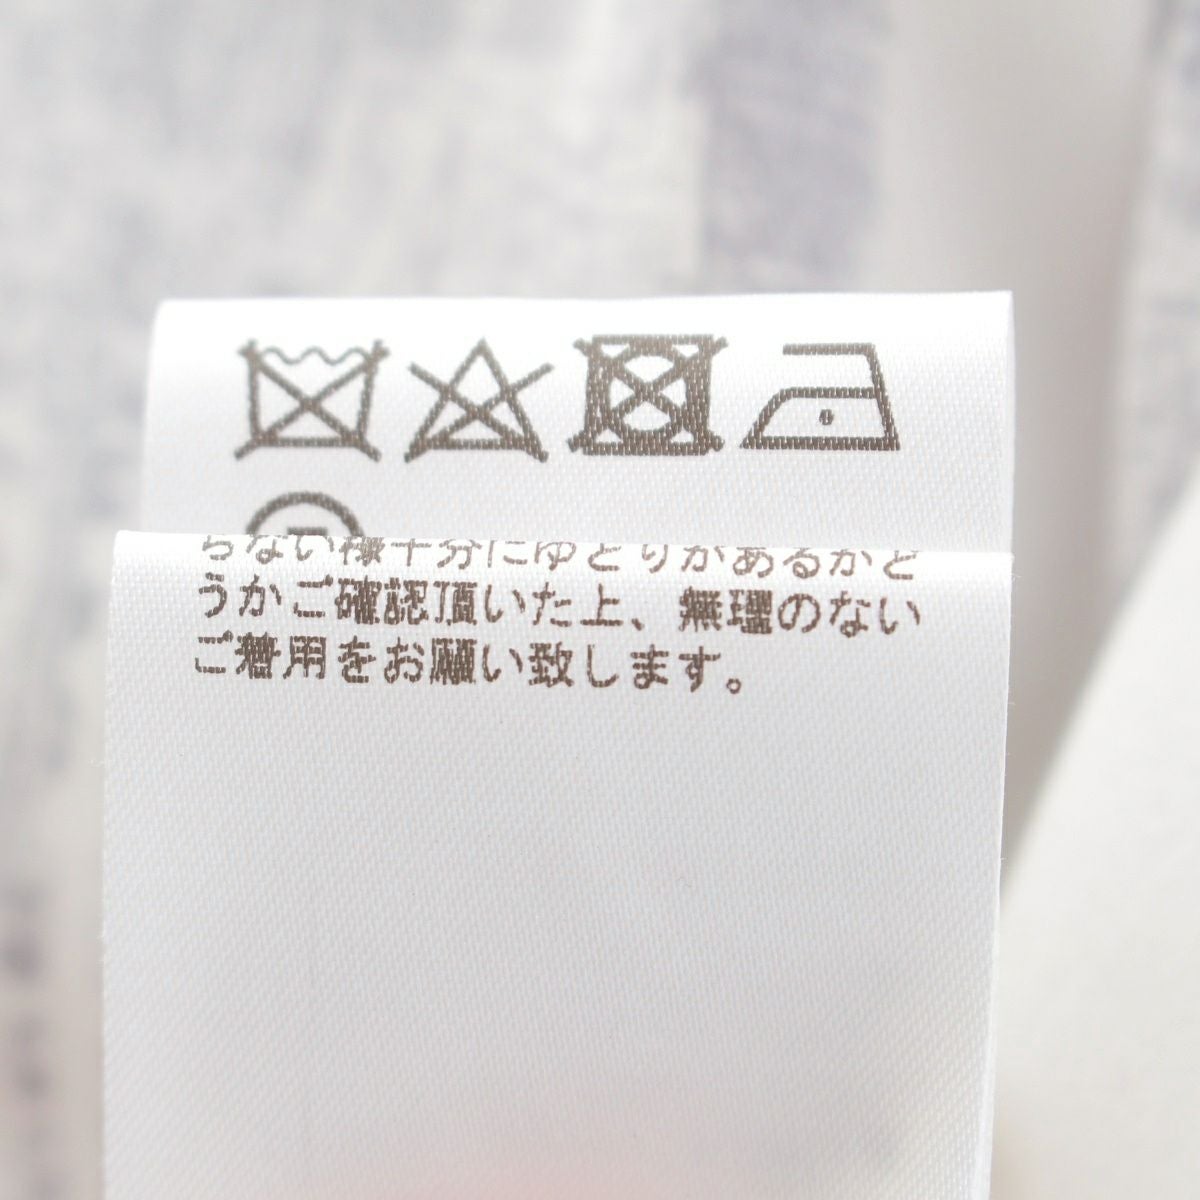 らない様十分にゆとりがあるかど
うかご確認頂いた上、無理のない
ご着用をお願い致します。